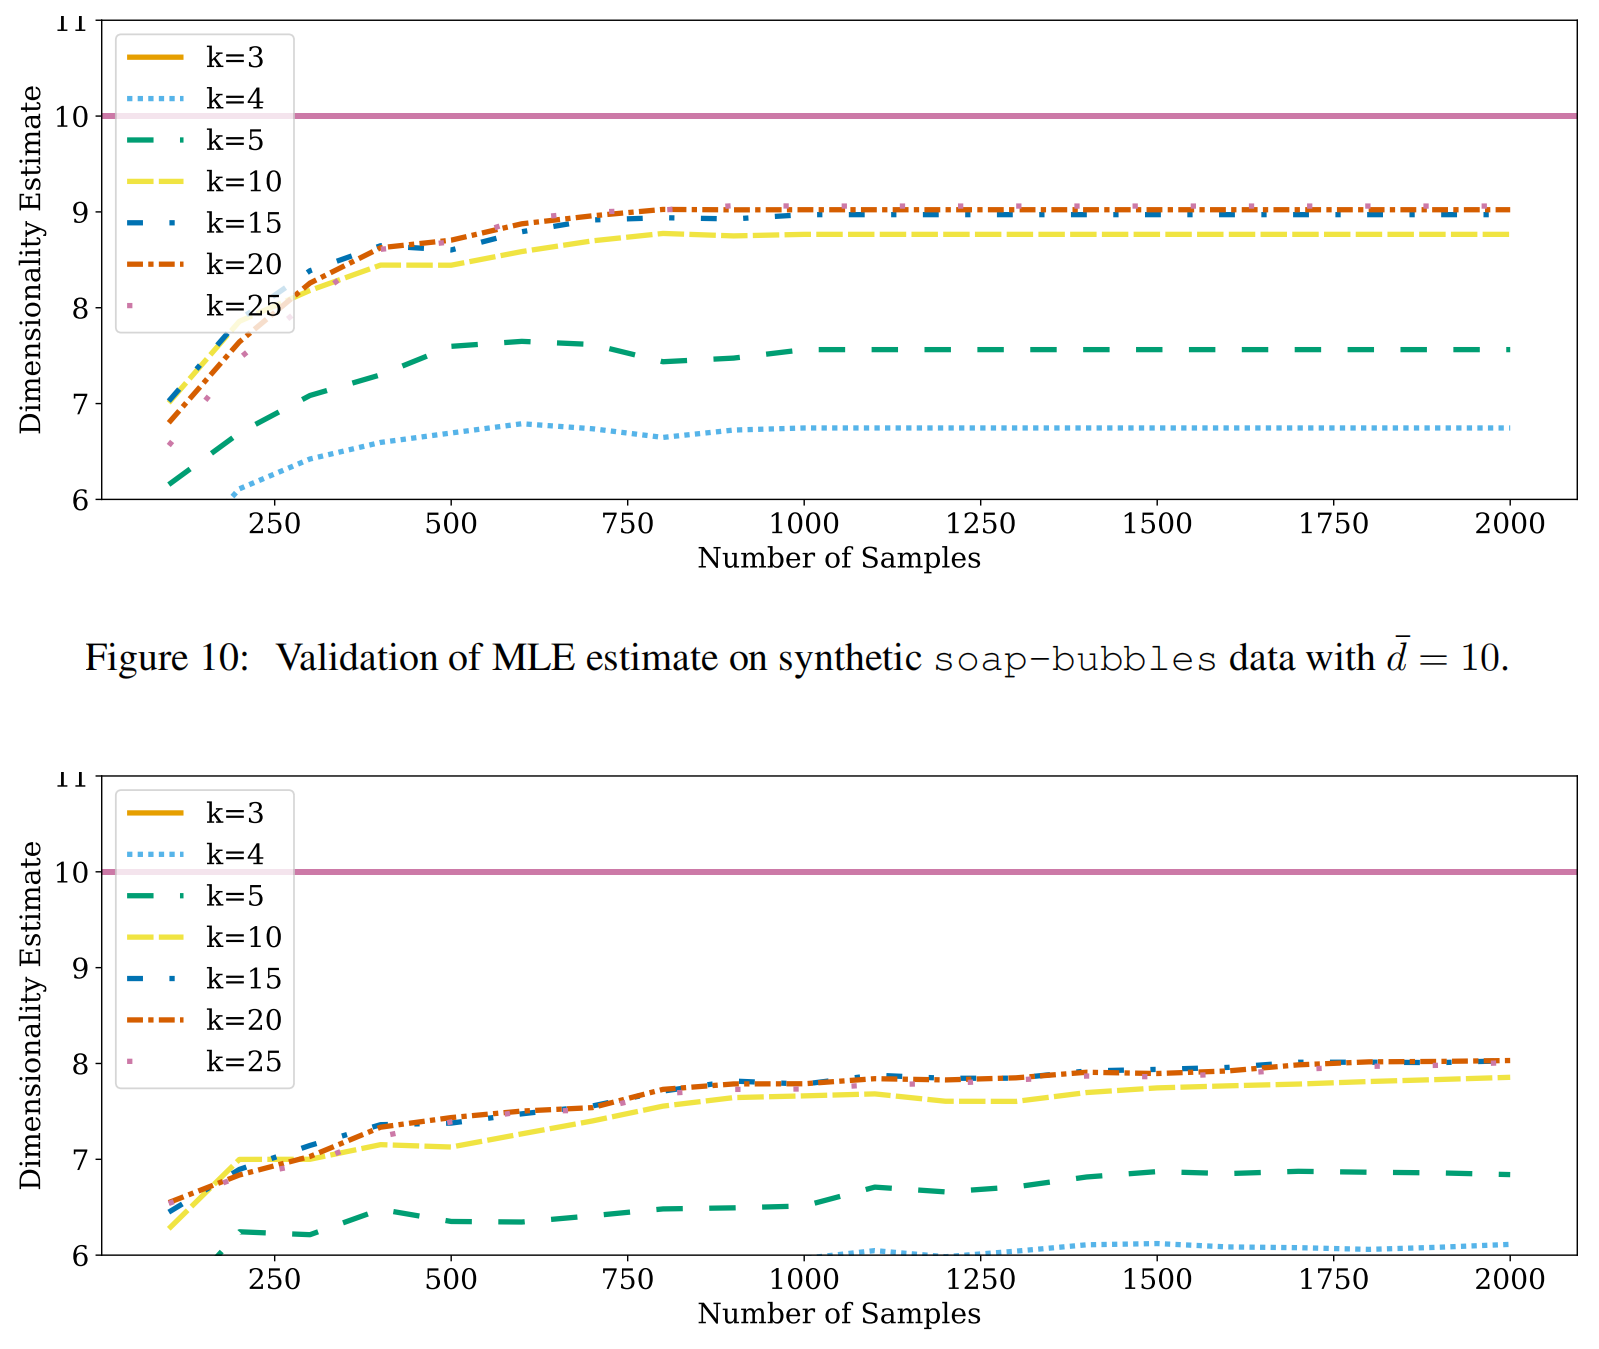 11
k=3
k=4
10
k=5
k=10
9
k=15
k=20
8
k=25
7
6
Dimensionality Estimate
250 500 750 1000 1250 1500 1750 2000
Number of Samples
Figure 10: Validation of MLE estimate on synthetic soap-bubbles data with d̄ = 10.
11
k=3
k=4
10
k=5
k=10
9
k=15
k=20
8
k=25
7
6
Dimensionality Estimate
250 500 750 1000 1250 1500 1750 2000
Number of Samples